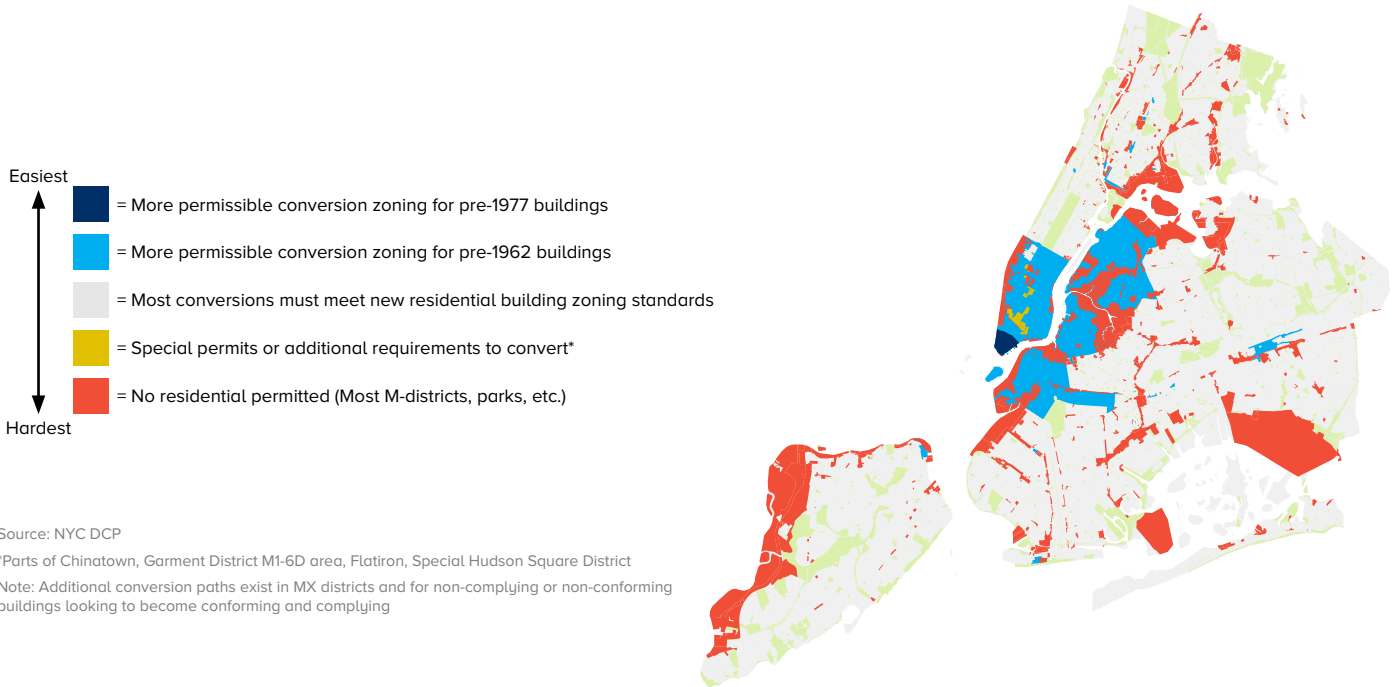 Easiest
= More permissible conversion zoning for pre-1977 buildings
= More permissible conversion zoning for pre-1962 buildings
= Most conversions must meet new residential building zoning standards
= Special permits or additional requirements to convert*
= No residential permitted (Most M-districts, parks, etc.)
Hardest
Source: NYC DCP
*Parts of Chinatown, Garment District M1-6D area, Flatiron, Special Hudson Square District
Note: Additional conversion paths exist in MX districts and for non-complying or non-conforming
buildings looking to become conforming and complying